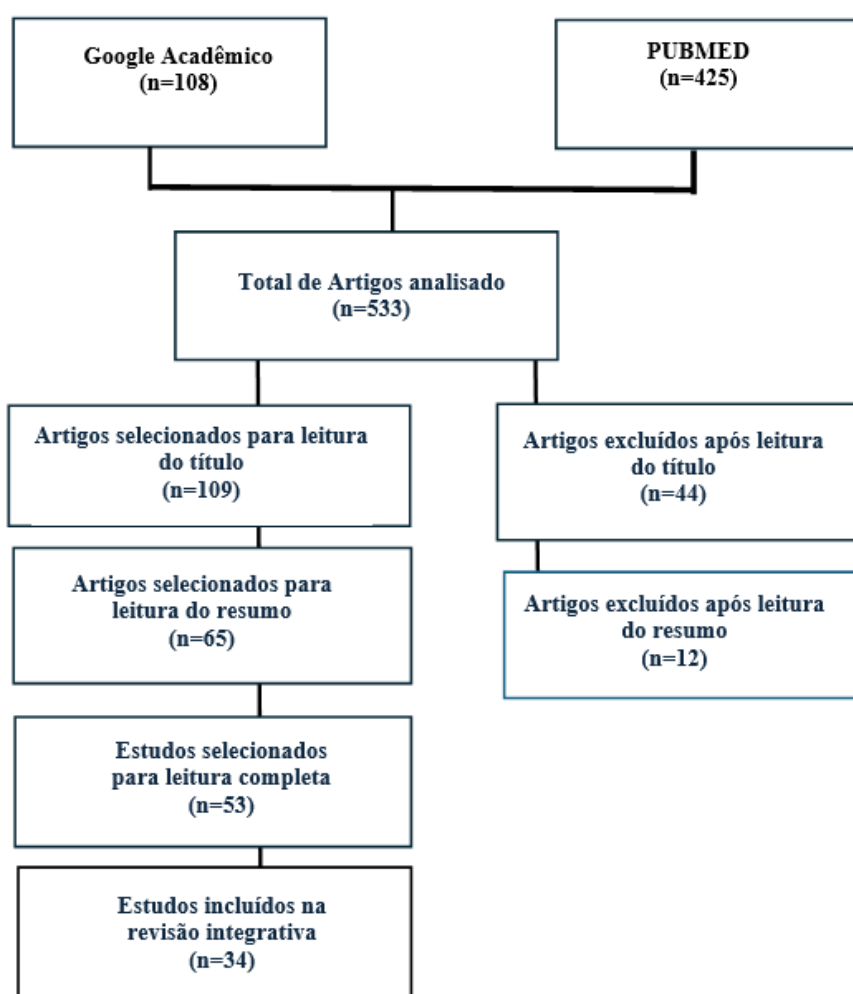 Google Acadêmico
(n=108)
PUBMED
(n=425)
Total de Artigos analisado
(n=533)
Artigos selecionados para leitura
do título
(n=109)
Artigos excluídos após leitura
do título
(n=44)
Artigos selecionados para
leitura do resumo
(n=65)
Artigos excluídos após leitura
do resumo
(n=12)
Estudos selecionados
para leitura completa
(n=53)
Estudos incluídos na
revisão integrativa
(n=34)